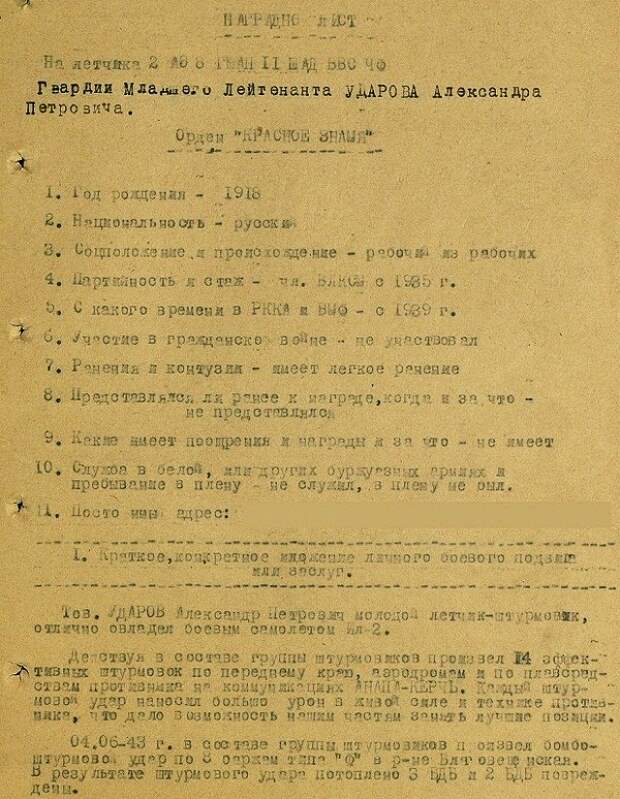 НАГРАДНО ЛИСТ
На летчика 2 АЭ 8 ГШАП 11 ШАД ВВС ЧФ
Гвардии Младшего Лейтенанта УДАРОВА Александра
Петровича.
Орден "КРАСНОЕ ЗНАМЯ"
1. Год рождения - 1918
2. Национальность - русский
3. Соцположение и происхождение - рабочий из рабочих
4. Партийность и стаж - чл. ВЛКСМ с 1935 г.
5. С какого времени в РККА и ВМФ - с 1939 г.
6. Участие в гражданско войне - не участвовал
7. Ранения и контузии - имеет легкое ранение
8. Представлялся ли ранее к награде, когда и за что -
не представлялся
9. Какие имеет поощрения и награды и за что - не имеет
10. Служба в белой, или других буржуазных армиях и
пребывание в плену - не служил, в плену не был.
11. Посто ины адрес:
I. Краткое, конкретное изложение личного боевого подвига
или заслуг.
Тов. УДАРОВ Александр Петрович молодой летчик-штурмовик,
отлично овладел боевым самолетом Ил-2.
Действуя в составе группы штурмовиков произвел 14 эффек-
тивных штурмовок по переднему краю, аэродромам и по плавсред-
ствам противника на коммуникациях АНАПА-КЕРЧЬ. Каждый штур-
мовой удар наносил большо урон в живой силе и технике против-
ника, что дало возможность нашим частям занять лучшие позиции.
04.06-43 г. в составе группы штурмовиков п оизвел бомбо-
штурмовой удар по 8 баржам типа "Ф" в р-не Благовещенская.
В результате штурмового удара потоплено 3 БДБ и 2 БДБ повреж-
дены.